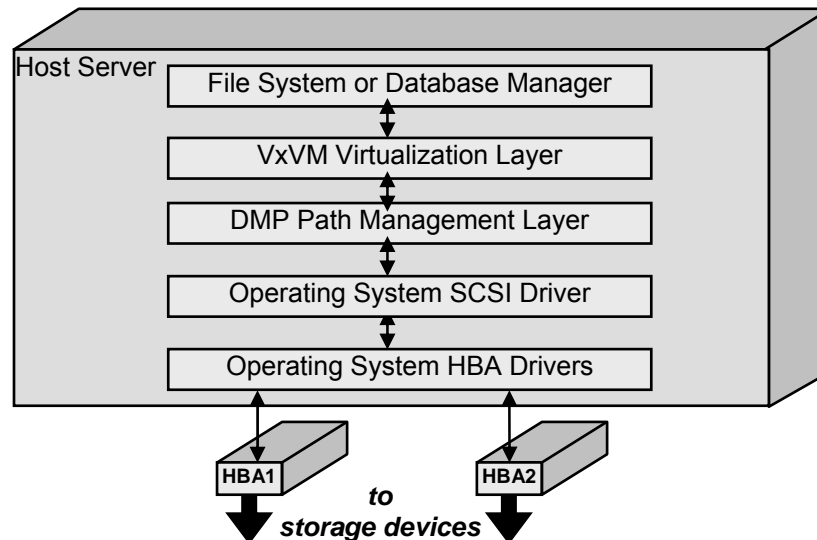 Host Server
File System or Database Manager
VxVM Virtualization Layer
DMP Path Management Layer
Operating System SCSI Driver
Operating System HBA Drivers
HBA1
HBA2
to
storage devices